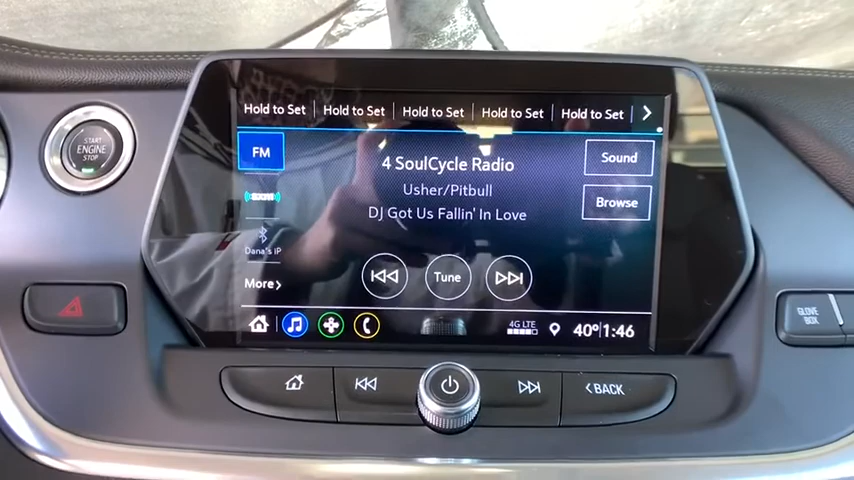 Hold to Set Hold to Set Hold to Set Hold to Set Hold to Set
START
ENGINE
STOP
FM
4 SoulCycle Radio
Sound
Usher/Pitbull
Browse
DJ Got Us Fallin' In Love
Dana's iP
More
Tune
GLOVE
BOX
4G LTE
40° 1:46
BACK